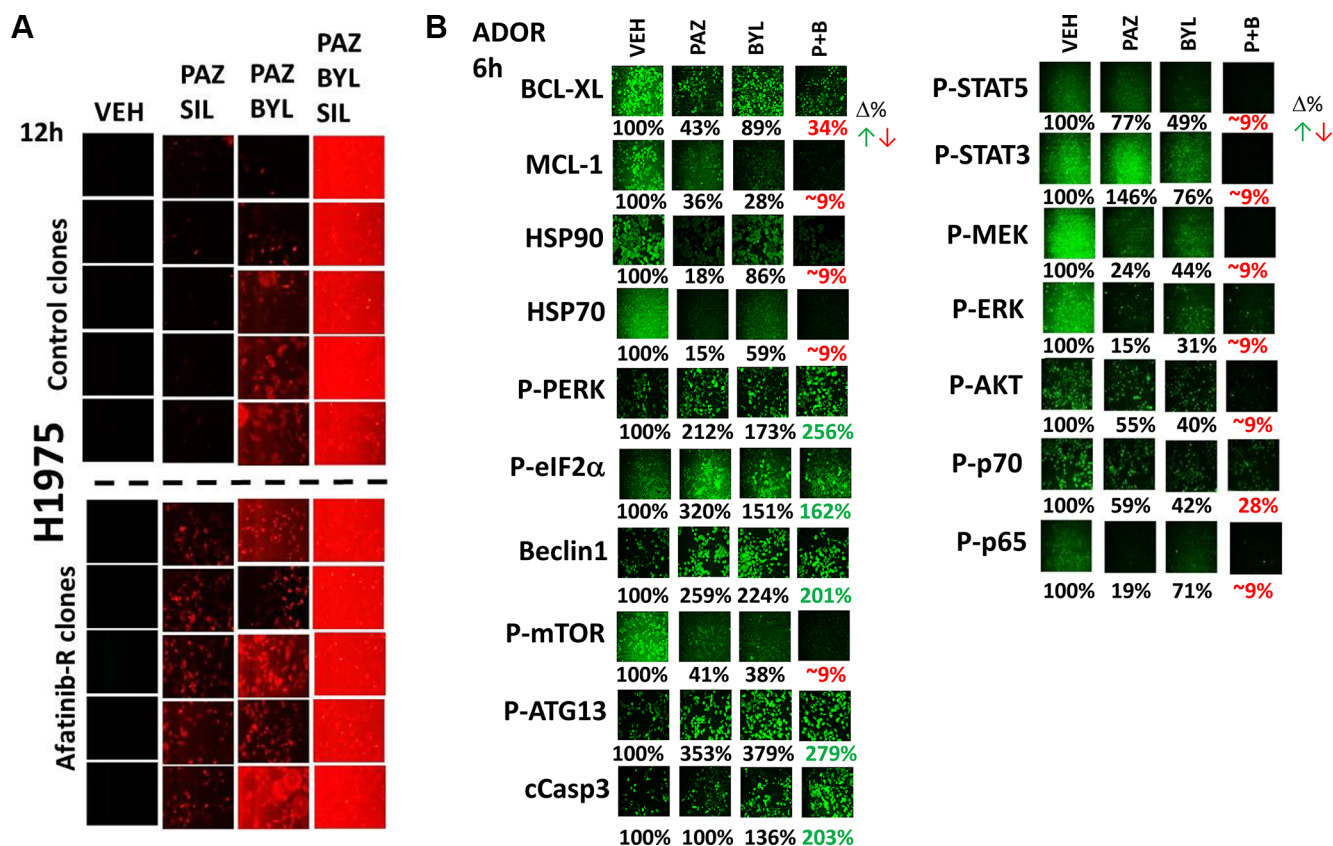 A
VEH
PAZ
SIL
PAZ
BYL
PAZ
BYL
SIL
12h
H1975
Control clones
Afatinib-R clones
B
ADOR
6h
VEH PAZ BYL P+B
BCL-XL
100% 43% 89% 34%
Δ%
↑↓
MCL-1
100% 36% 28% ~9%
HSP90
100% 18% 86% ~9%
HSP70
100% 15% 59% ~9%
P-PERK
100% 212% 173% 256%
P-eIF2α
100% 320% 151% 162%
Beclin1
100% 259% 224% 201%
P-mTOR
100% 41% 38% ~9%
P-ATG13
100% 353% 379% 279%
cCasp3
100% 100% 136% 203%
VEH PAZ BYL P+B
P-STAT5
100% 77% 49% ~9%
Δ%
↑↓
P-STAT3
100% 146% 76% ~9%
P-MEK
100% 24% 44% ~9%
P-ERK
100% 15% 31% ~9%
P-AKT
100% 55% 40% ~9%
P-p70
100% 59% 42% 28%
P-p65
100% 19% 71% ~9%